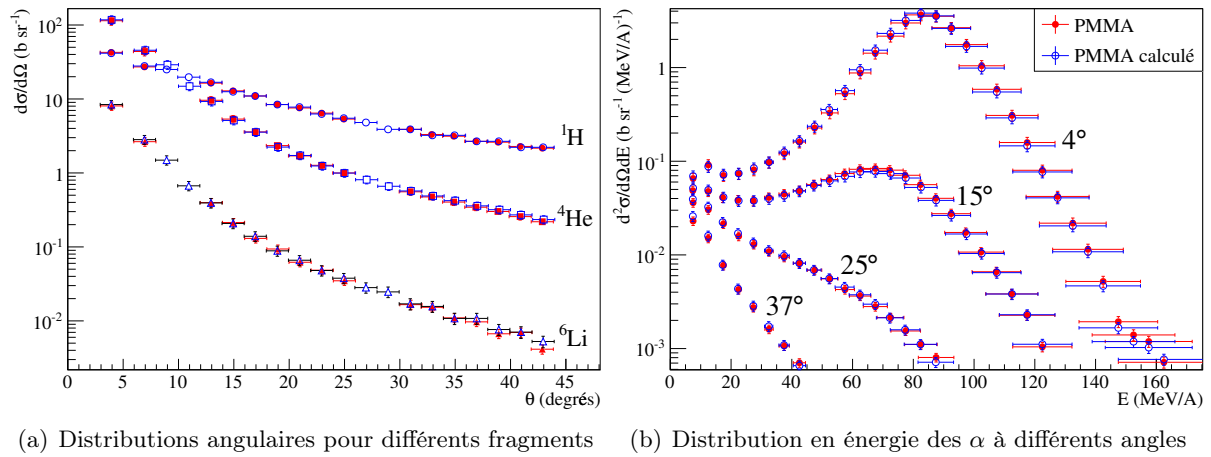 dσ/dΩ (b sr⁻¹)
10²
10
1
10⁻¹
10⁻²
¹H
⁴He
⁶Li
0 5 10 15 20 25 30 35 40 45
θ (degrés)
(a) Distributions angulaires pour différents fragments
d²σ/dΩdE (b sr⁻¹ (MeV/A)⁻¹)
1
10⁻¹
10⁻²
10⁻³
PMMA
PMMA calculé
4°
15°
25°
37°
0 20 40 60 80 100 120 140 160
E (MeV/A)
(b) Distribution en énergie des α à différents angles